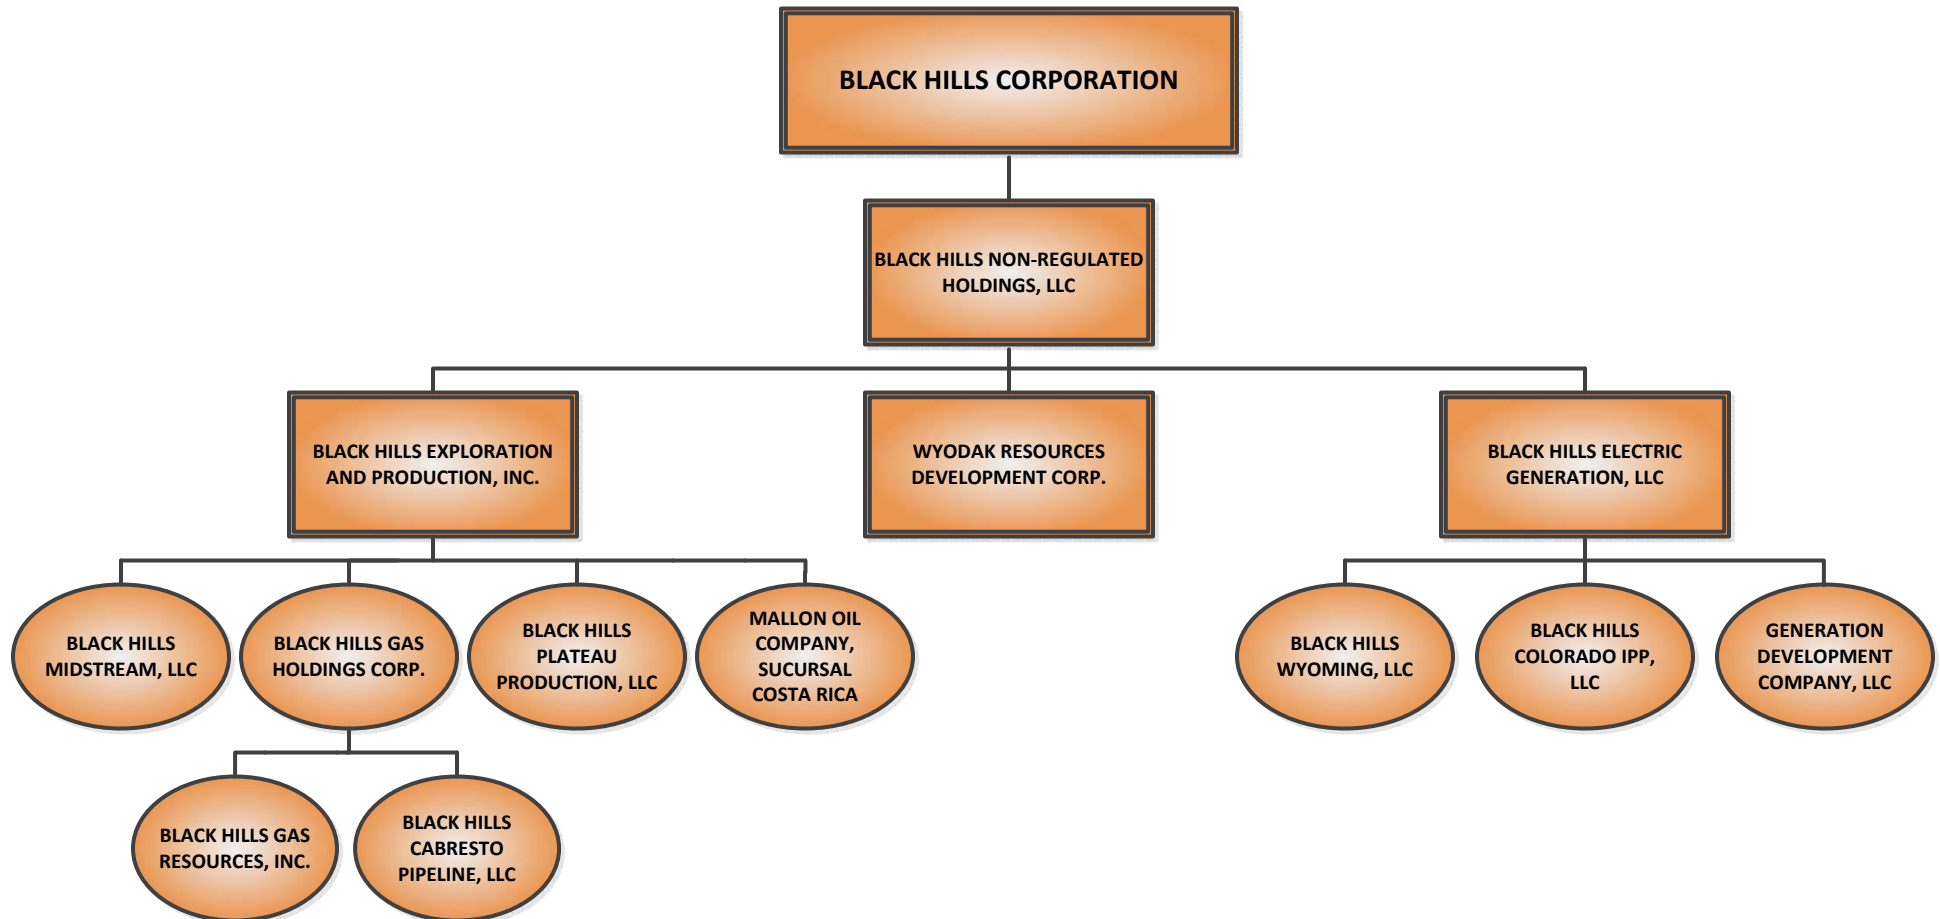 BLACK HILLS CORPORATION
BLACK HILLS NON-REGULATED
HOLDINGS, LLC
BLACK HILLS EXPLORATION
AND PRODUCTION, INC.
WYODAK RESOURCES
DEVELOPMENT CORP.
BLACK HILLS ELECTRIC
GENERATION, LLC
BLACK HILLS
MIDSTREAM, LLC
BLACK HILLS GAS
HOLDINGS CORP.
BLACK HILLS
PLATEAU
PRODUCTION, LLC
MALLON OIL
COMPANY,
SUCURSAL
COSTA RICA
BLACK HILLS
WYOMING, LLC
BLACK HILLS
COLORADO IPP,
LLC
GENERATION
DEVELOPMENT
COMPANY, LLC
BLACK HILLS GAS
RESOURCES, INC.
BLACK HILLS
CABRESTO
PIPELINE, LLC